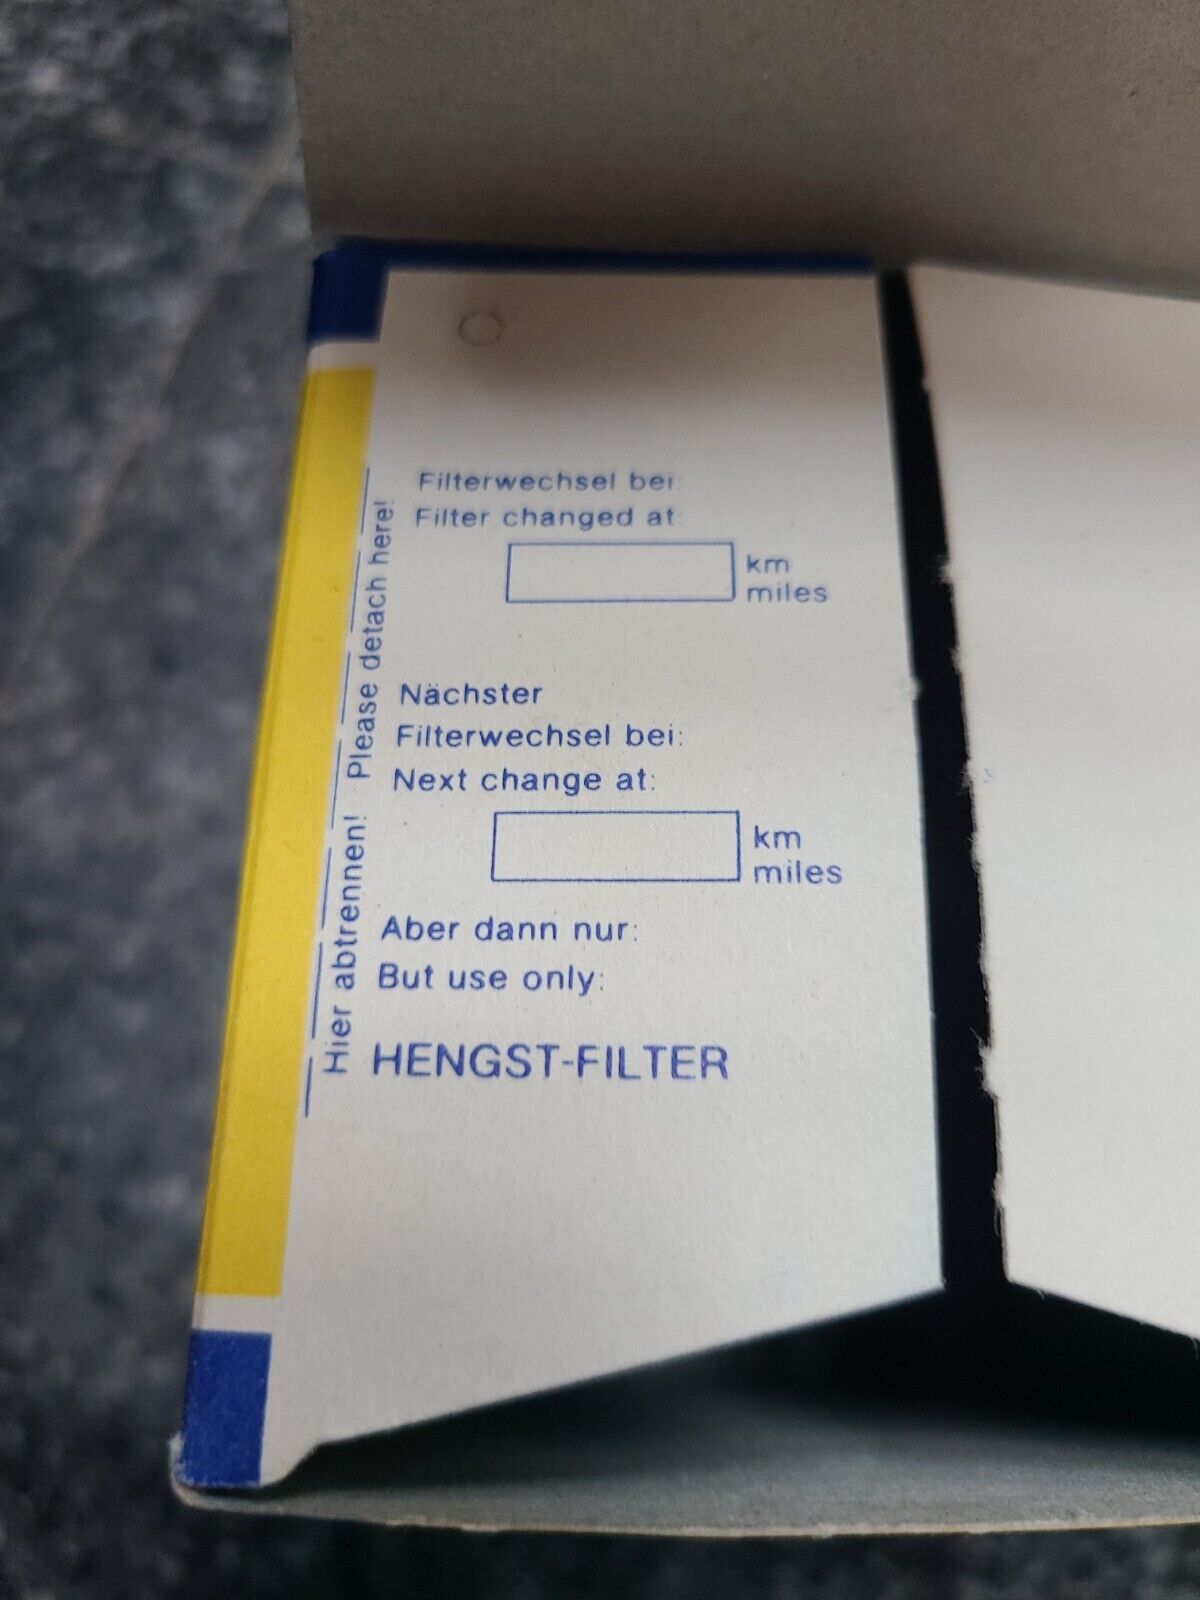 Filterwechsel bei:
Filter changed at:
km
miles
Nächster
Filterwechsel bei:
Next change at:
km
miles
Aber dann nur:
But use only:
HENGST-FILTER
Hier abtrennen! Please detach here!